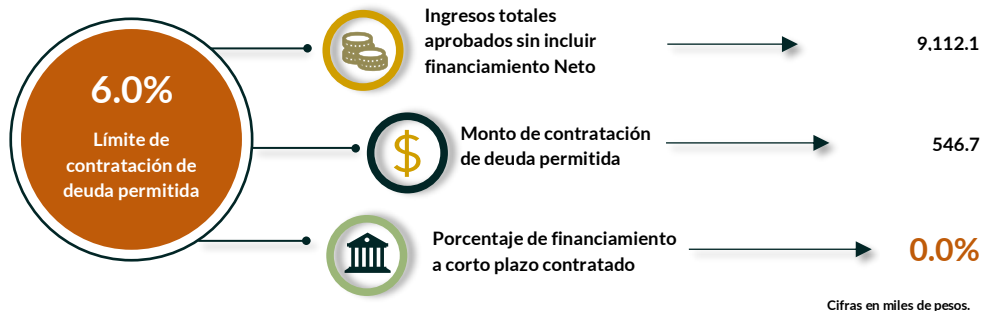 6.0%
Límite de
contratación de
deuda permitida
Ingresos totales
aprobados sin incluir
financiamiento Neto
9,112.1
$
Monto de contratación
de deuda permitida
546.7
Porcentaje de financiamiento
a corto plazo contratado
0.0%
Cifras en miles de pesos.